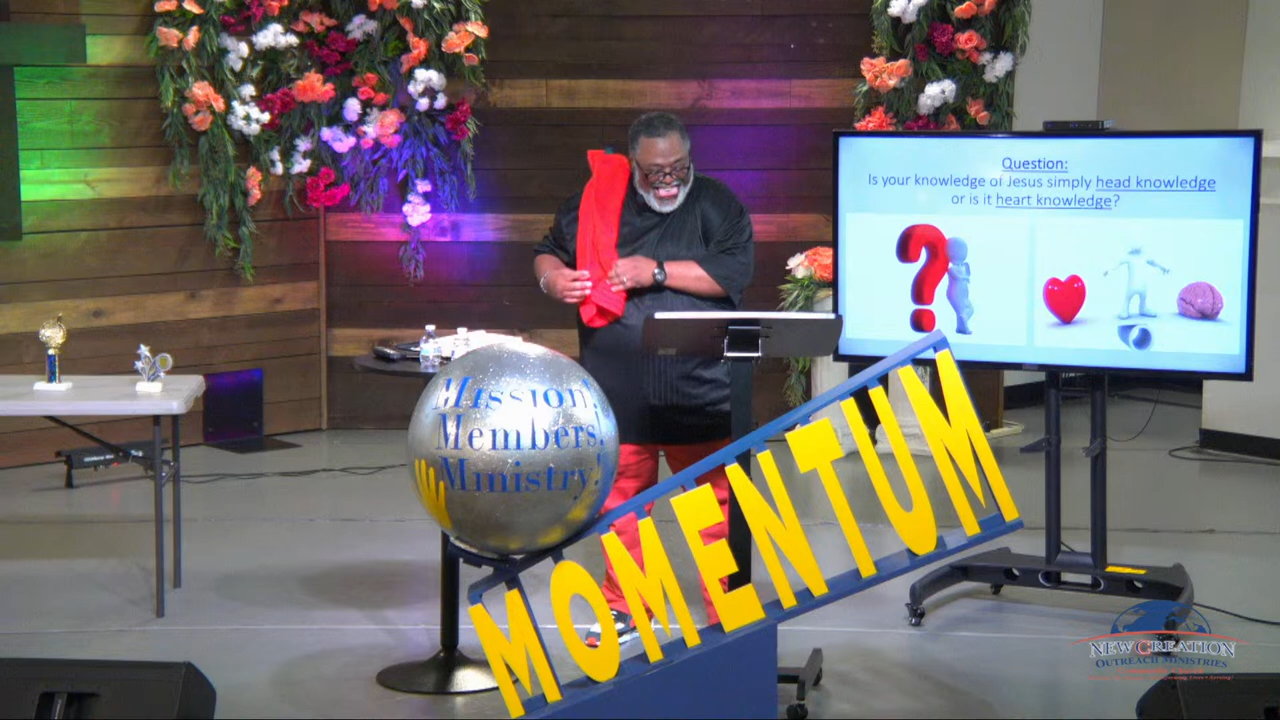 Question:
Is your knowledge of Jesus simply head knowledge
or is it heart knowledge?
Mission!
Members!
Ministry!
MOMENTUM
NEW CREATION
OUTREACH MINISTRIES